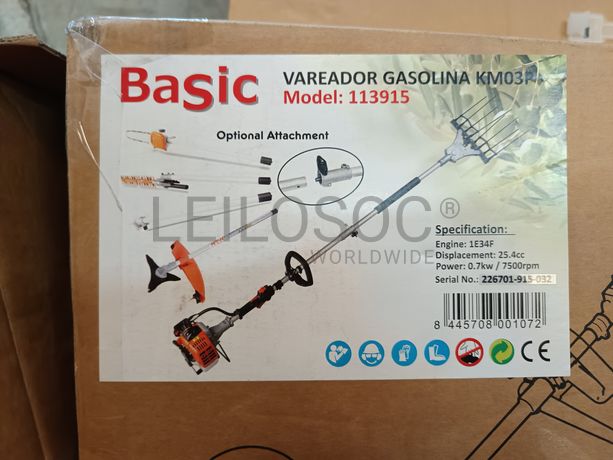 Basic
VAREADOR GASOLINA KM03P
Model: 113915
Optional Attachment
LEILOSOC®
WORLDWIDE
Specification:
Engine: 1E34F
Displacement: 25.4cc
Power: 0.7kw / 7500rpm
Serial No.: 226701-915-032
8 445708 001072
CE